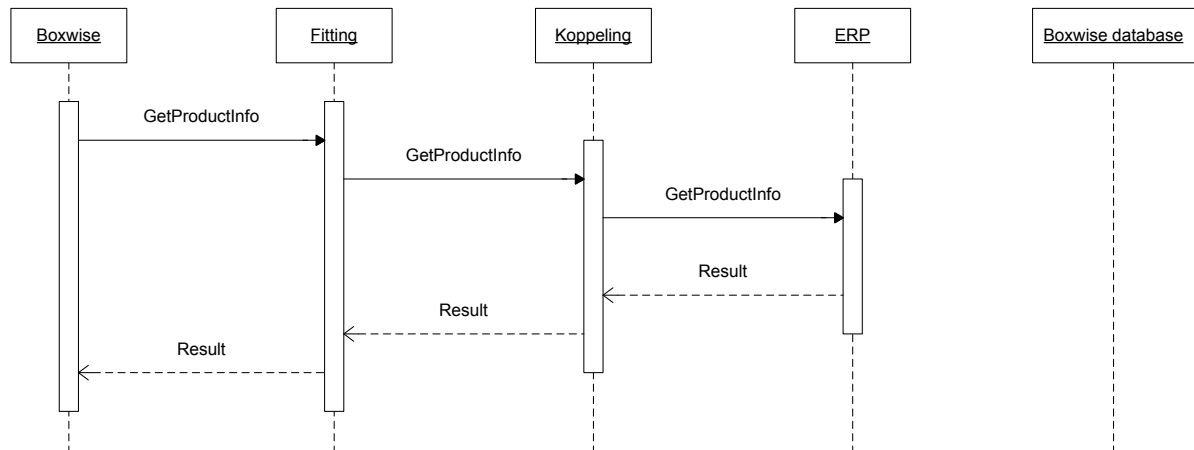 Boxwise
Fitting
Koppeling
ERP
Boxwise database
GetProductInfo
GetProductInfo
GetProductInfo
Result
Result
Result